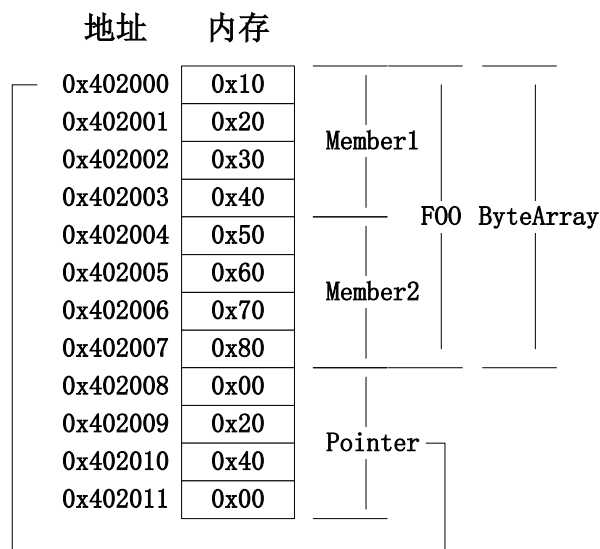 地址 内存
0x402000 0x10
0x402001 0x20
0x402002 0x30
Member1
0x402003 0x40
FOO ByteArray
0x402004 0x50
0x402005 0x60
Member2
0x402006 0x70
0x402007 0x80
0x402008 0x00
0x402009 0x20
Pointer
0x402010 0x40
0x402011 0x00